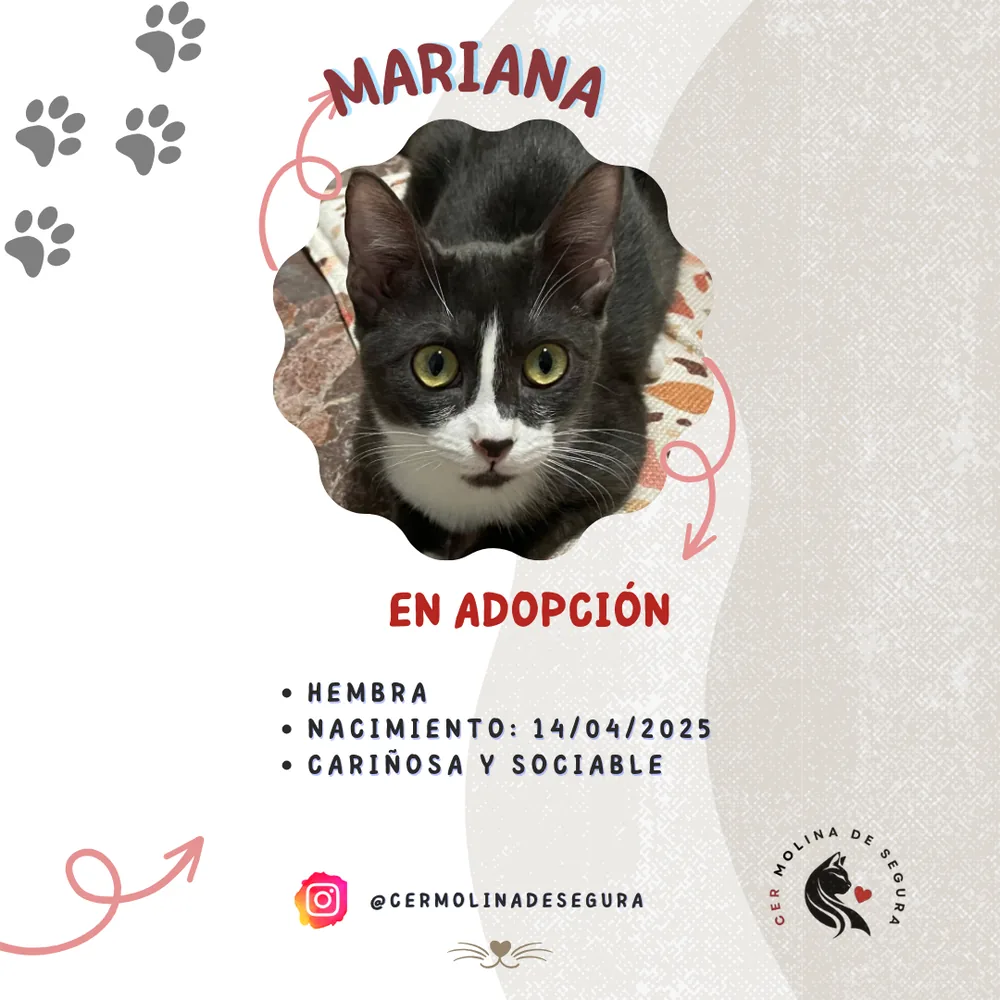 MARIANA
EN ADOPCIÓN
HEMBRA
NACIMIENTO: 14/04/2025
CARIÑOSA Y SOCIABLE
@CERMOLINADESEGURA
CER MOLINA DE SEGURA